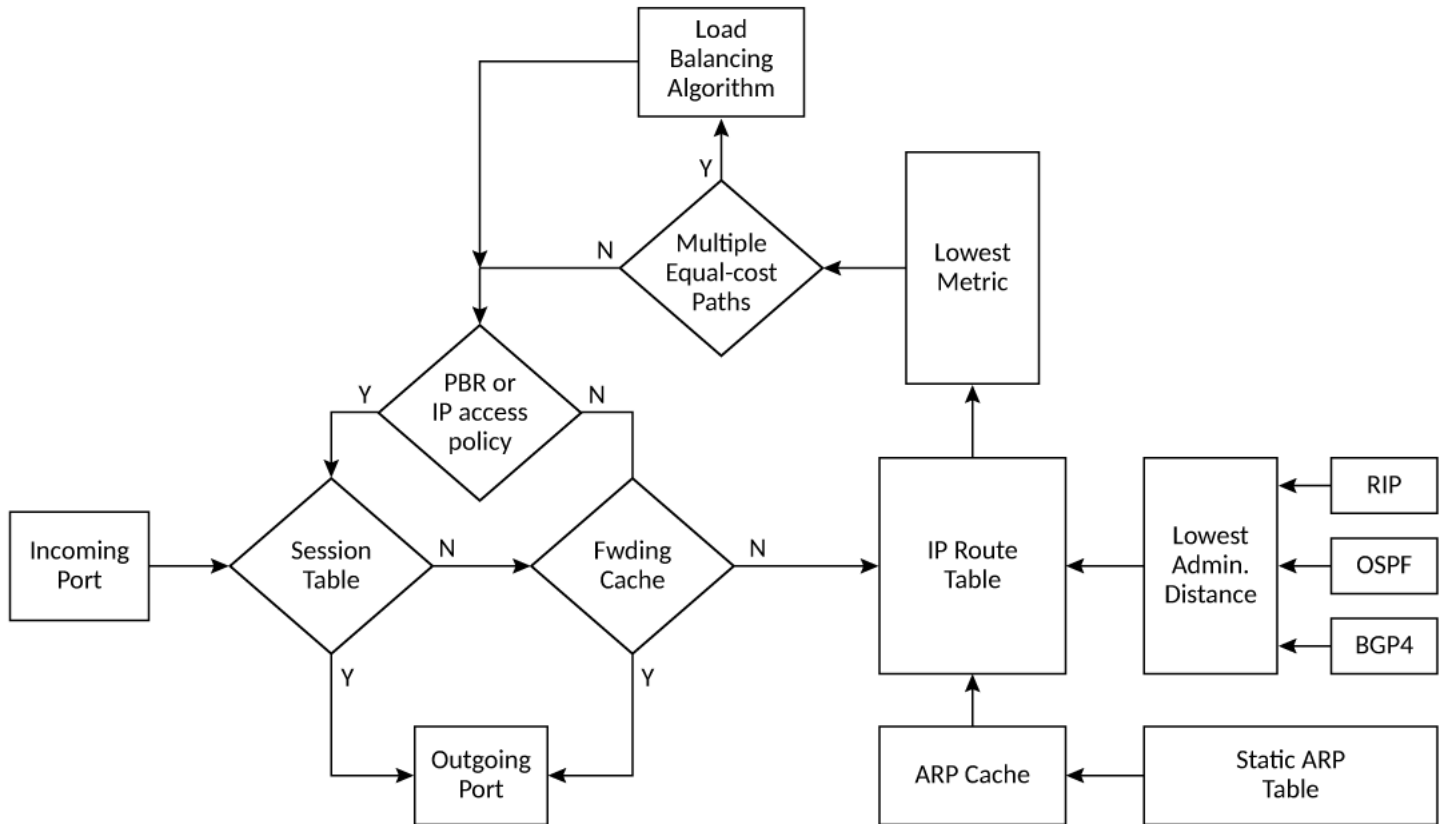 Load
Balancing
Algorithm
Y
N
Multiple
Equal-cost
Paths
Lowest
Metric
Y
PBR or
IP access
policy
N
Incoming
Port
Session
Table
N
Fwding
Cache
N
IP Route
Table
Lowest
Admin.
Distance
RIP
OSPF
BGP4
Y
Y
Outgoing
Port
ARP Cache
Static ARP
Table